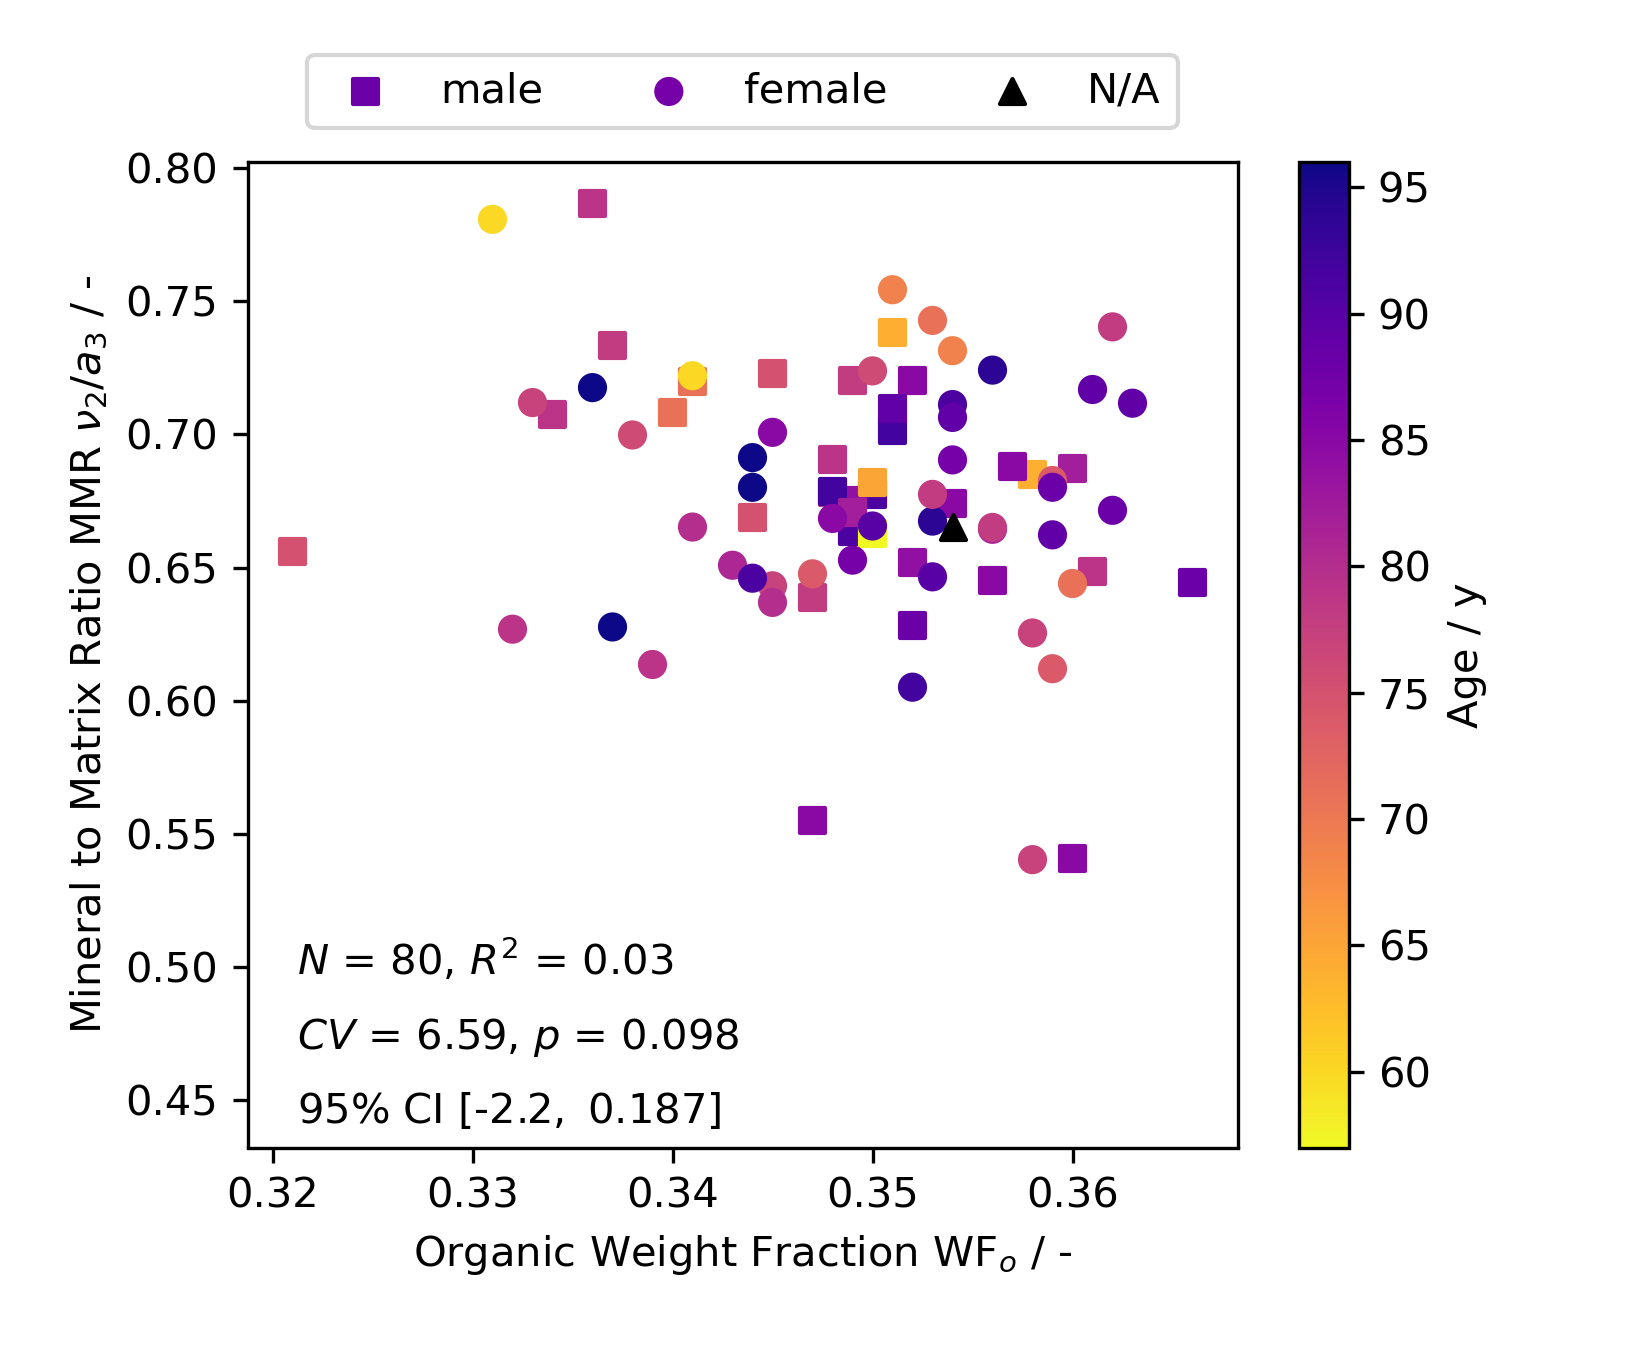 male female N/A
0.80
0.75
0.70
0.65
0.60
0.55
0.50
0.45
Mineral to Matrix Ratio MMR ν₂/a₃ / -
N = 80, R² = 0.03
CV = 6.59, p = 0.098
95% CI [-2.2, 0.187]
0.32 0.33 0.34 0.35 0.36
Organic Weight Fraction WFₒ / -
95
90
85
80
75
70
65
60
Age / y